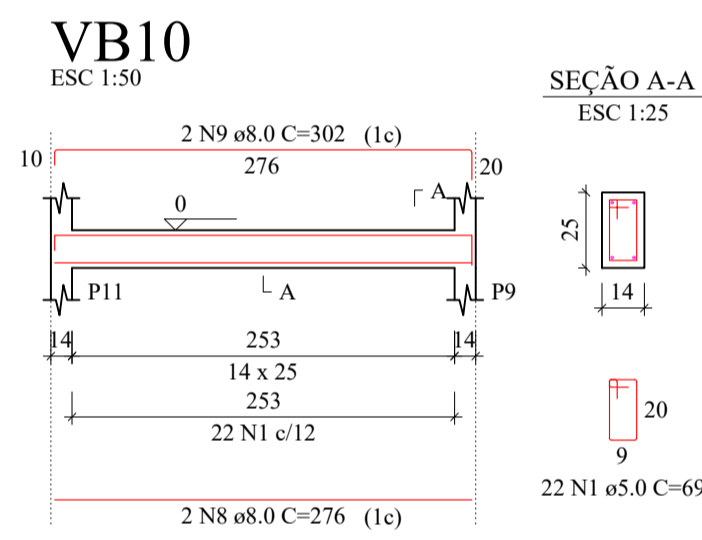 VB10
ESC 1:50
SEÇÃO A-A
ESC 1:25
2 N9 ø8.0 C=302 (1c)
10
276
20
A
0
25
P11
A
P9
14
14
253
14
14 x 25
253
22 N1 c/12
20
9
22 N1 ø5.0 C=69
2 N8 ø8.0 C=276 (1c)